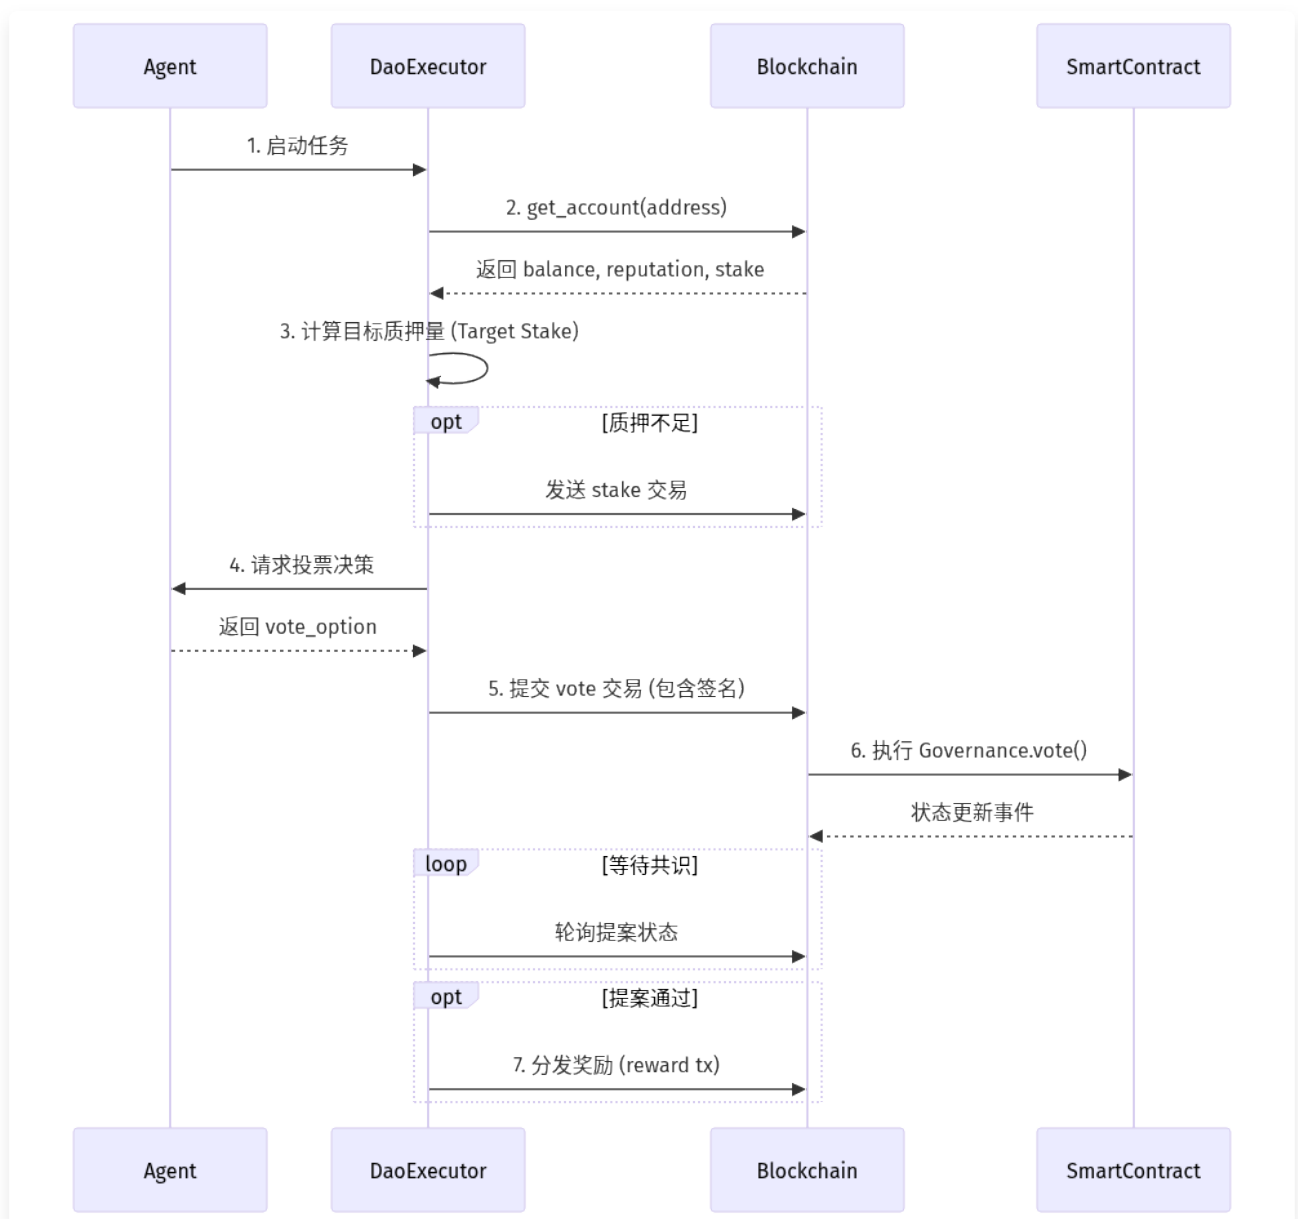 Agent
DaoExecutor
Blockchain
SmartContract
1. 启动任务
2. get_account(address)
返回 balance, reputation, stake
3. 计算目标质押量 (Target Stake)
opt
[质押不足]
发送 stake 交易
4. 请求投票决策
返回 vote_option
5. 提交 vote 交易 (包含签名)
6. 执行 Governance.vote()
状态更新事件
loop
[等待共识]
轮询提案状态
opt
[提案通过]
7. 分发奖励 (reward tx)
Agent
DaoExecutor
Blockchain
SmartContract